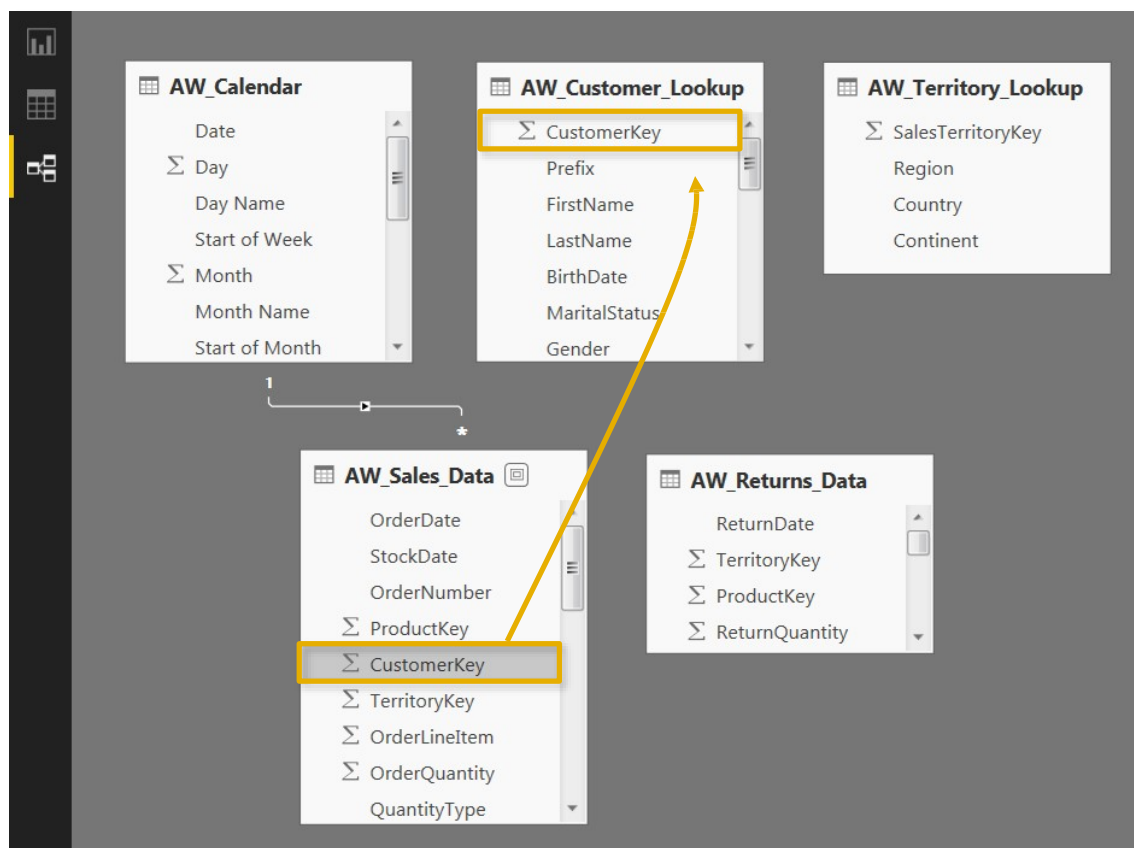 AW_Calendar
Date
Σ Day
Day Name
Start of Week
Σ Month
Month Name
Start of Month
AW_Customer_Lookup
Σ CustomerKey
Prefix
FirstName
LastName
BirthDate
MaritalStatus
Gender
AW_Territory_Lookup
Σ SalesTerritoryKey
Region
Country
Continent
1
*
AW_Sales_Data
OrderDate
StockDate
OrderNumber
Σ ProductKey
Σ CustomerKey
Σ TerritoryKey
Σ OrderLineItem
Σ OrderQuantity
QuantityType
AW_Returns_Data
ReturnDate
Σ TerritoryKey
Σ ProductKey
Σ ReturnQuantity